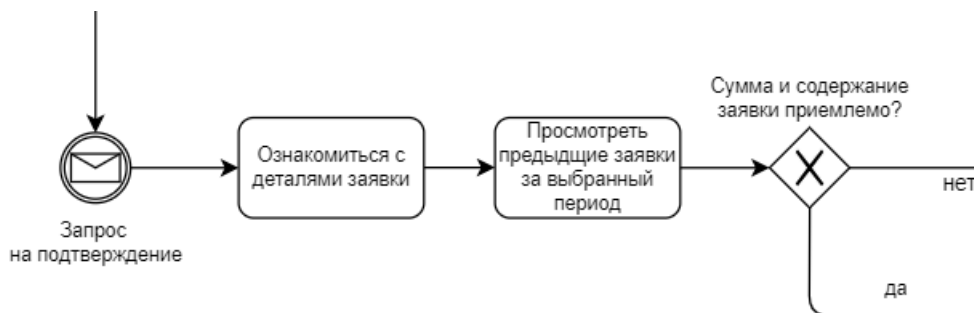 Запрос
на подтверждение
Ознакомиться с
деталями заявки
Просмотреть
предыдщие заявки
за выбранный
период
Сумма и содержание
заявки приемлемо?
нет
да